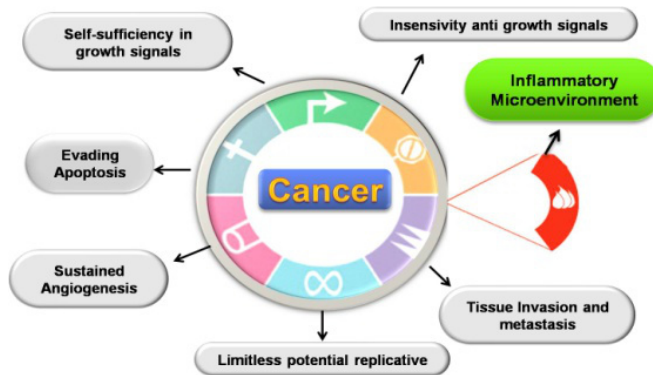 Self-sufficiency in
growth signals
Insensivity anti growth signals
Inflammatory
Microenvironment
Evading
Apoptosis
Cancer
Sustained
Angiogenesis
Tissue Invasion and
metastasis
Limitless potential replicative